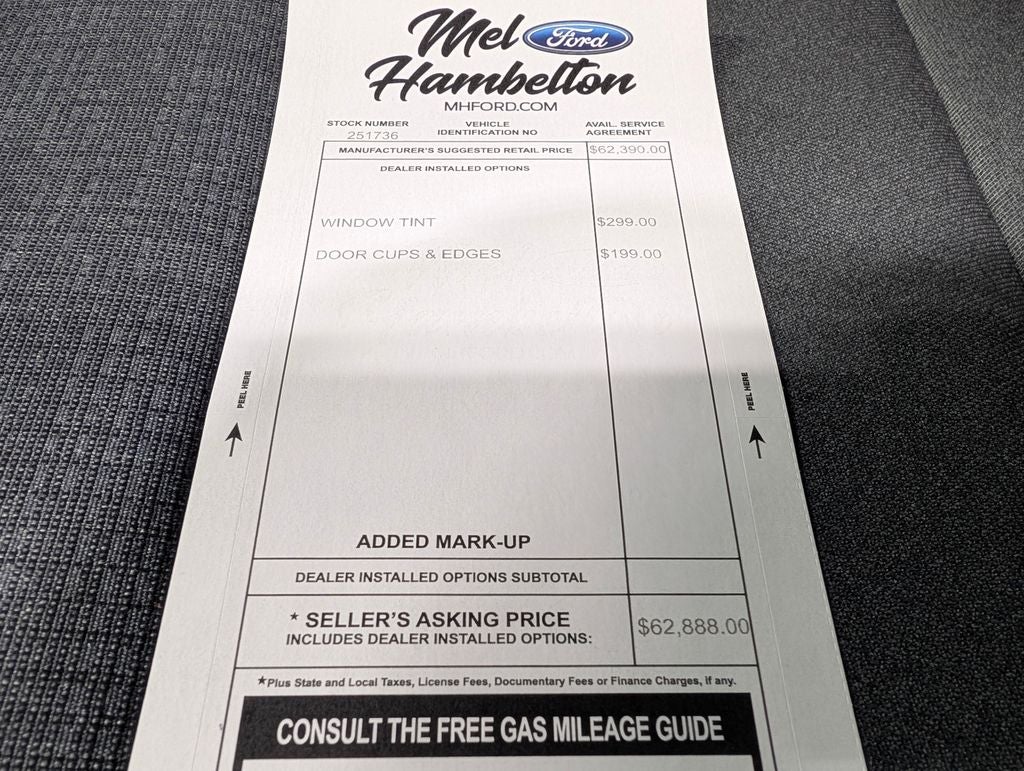 Mel Ford
Hambelton
MHFORD.COM
STOCK NUMBER
251736
VEHICLE
IDENTIFICATION NO
AVAIL. SERVICE
AGREEMENT
MANUFACTURER'S SUGGESTED RETAIL PRICE $62,390.00
DEALER INSTALLED OPTIONS
WINDOW TINT $299.00
DOOR CUPS & EDGES $199.00
PEEL HERE
PEEL HERE
ADDED MARK-UP
DEALER INSTALLED OPTIONS SUBTOTAL
* SELLER'S ASKING PRICE
INCLUDES DEALER INSTALLED OPTIONS: $62,888.00
*Plus State and Local Taxes, License Fees, Documentary Fees or Finance Charges, if any.
CONSULT THE FREE GAS MILEAGE GUIDE